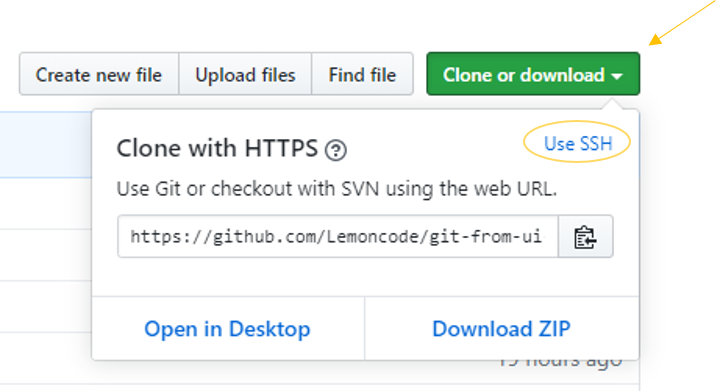 Create new file Upload files Find file Clone or download
Clone with HTTPS ? Use SSH
Use Git or checkout with SVN using the web URL.
https://github.com/Lemoncode/git-from-ui
Open in Desktop Download ZIP
19 hours ago